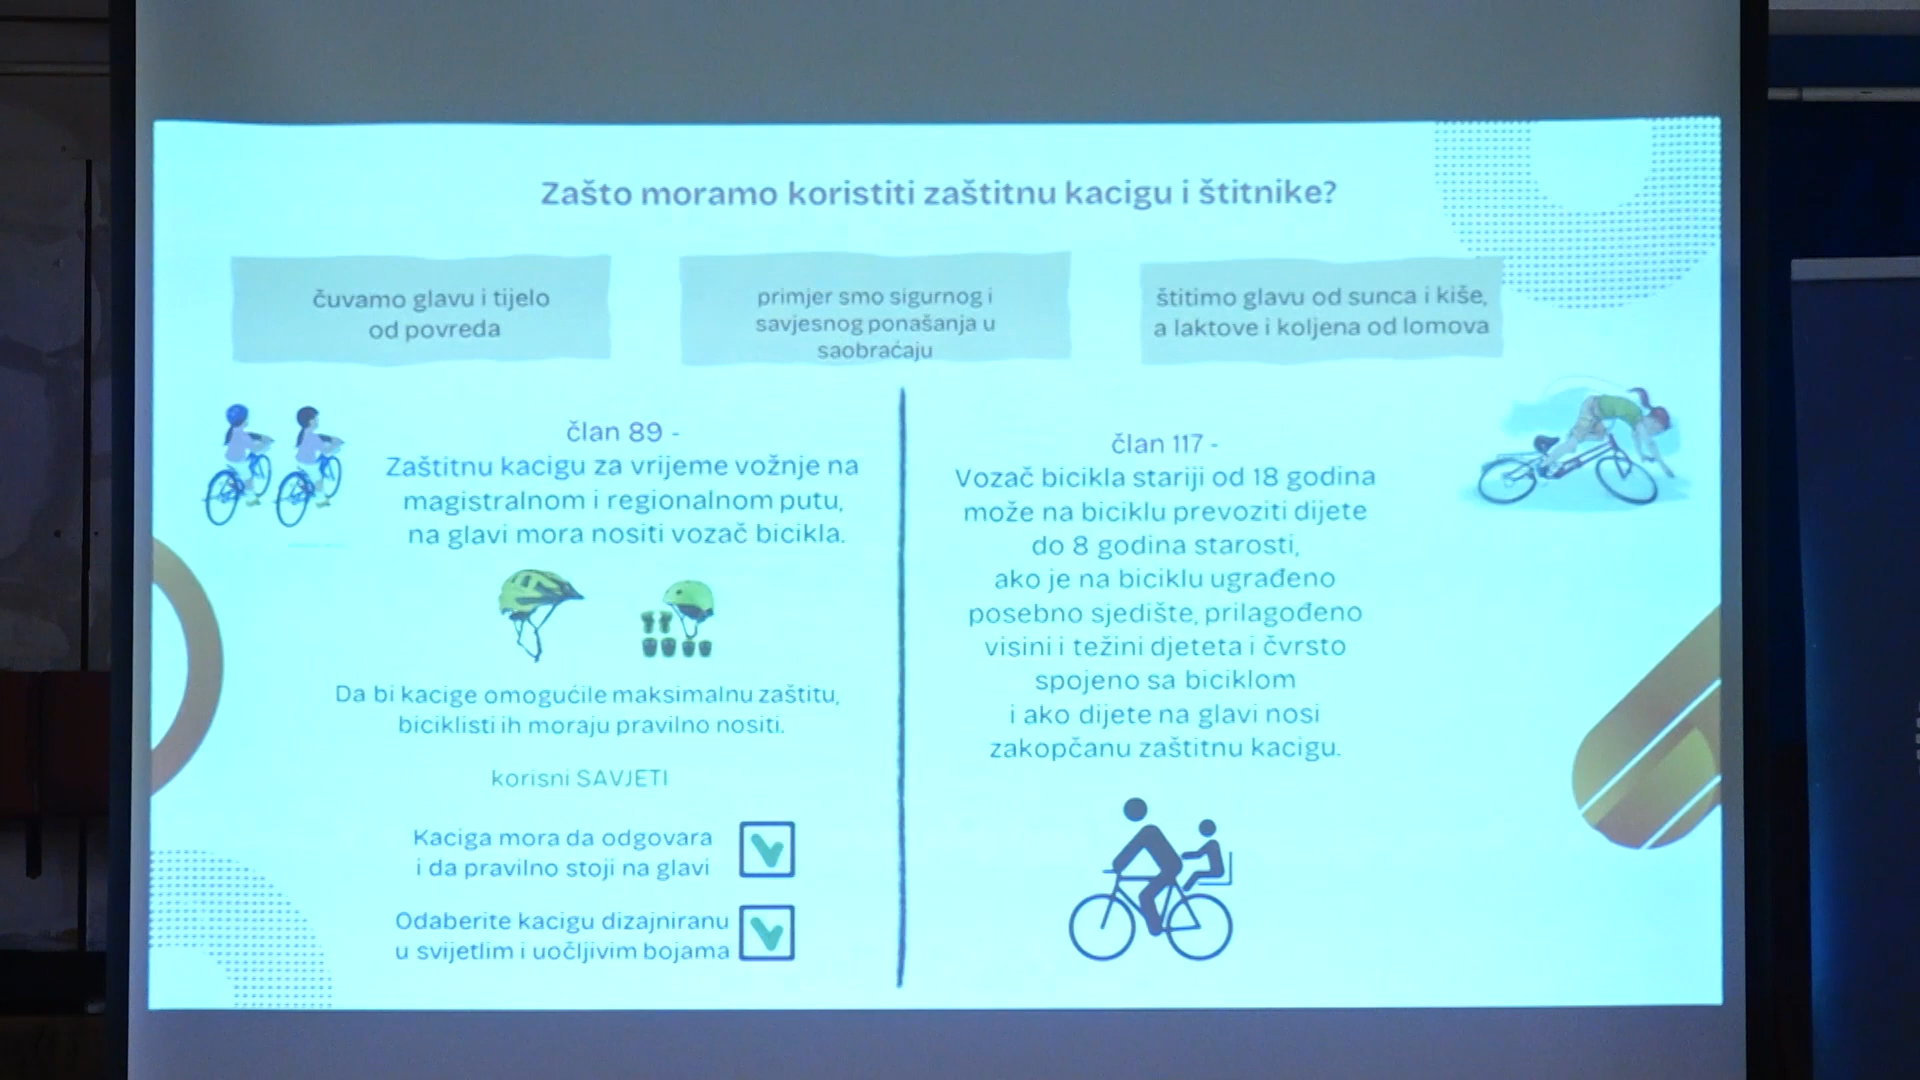 Zašto moramo koristiti zaštitnu kacigu i štitnike?
čuvamo glavu i tijelo
od povreda
primjer smo sigurnog i
savjesnog ponašanja u
saobraćaju
štitimo glavu od sunca i kiše,
a laktove i koljena od lomova
član 89 -
Zaštitnu kacigu za vrijeme vožnje na
magistralnom i regionalnom putu,
na glavi mora nositi vozač bicikla.
Da bi kacige omogućile maksimalnu zaštitu,
biciklisti ih moraju pravilno nositi.
korisni SAVJETI
Kaciga mora da odgovara
i da pravilno stoji na glavi
Odaberite kacigu dizajniranu
u svijetlim i uočljivim bojama
član 117 -
Vozač bicikla stariji od 18 godina
može na biciklu prevoziti dijete
do 8 godina starosti,
ako je na biciklu ugrađeno
posebno sjedište, prilagođeno
visini i težini djeteta i čvrsto
spojeno sa biciklom
i ako dijete na glavi nosi
zakopčanu zaštitnu kacigu.